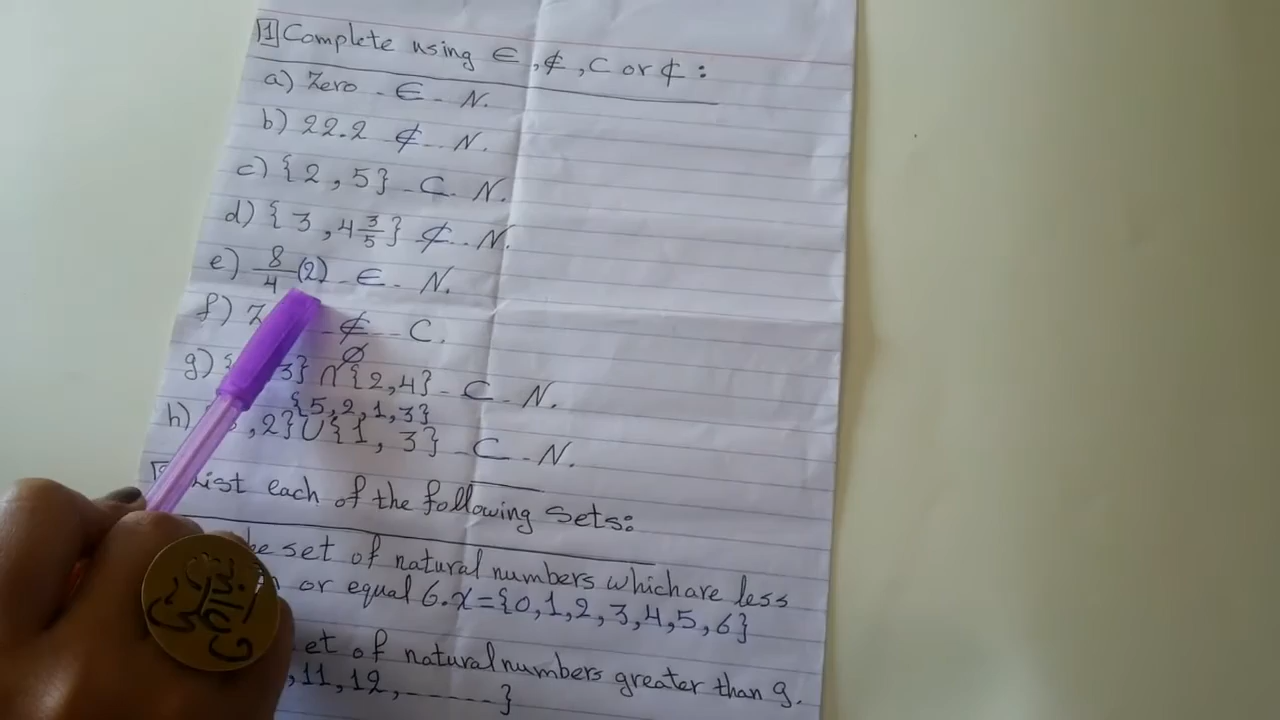 1 Complete using ∈, ∉, ⊂ or ⊄ :
a) Zero - ∈ - N.
b) 22.2 ∉ - N.
c) {2, 5} - ⊂ - N.
d) {3, 4 3/5} ⊄ - N.
e) 8/4 (2) - ∈ - N.
f) - ∉ - C.
∅
g) 3} ∩ {2,4} - ⊂ - N.
{5,2,1,3}
h) ,2} ∪ {1, 3} - ⊂ - N.
List each of the following sets:
set of natural numbers which are less
or equal 6. X={0,1,2,3,4,5,6}
of natural numbers greater than 9.
,11,12,------}